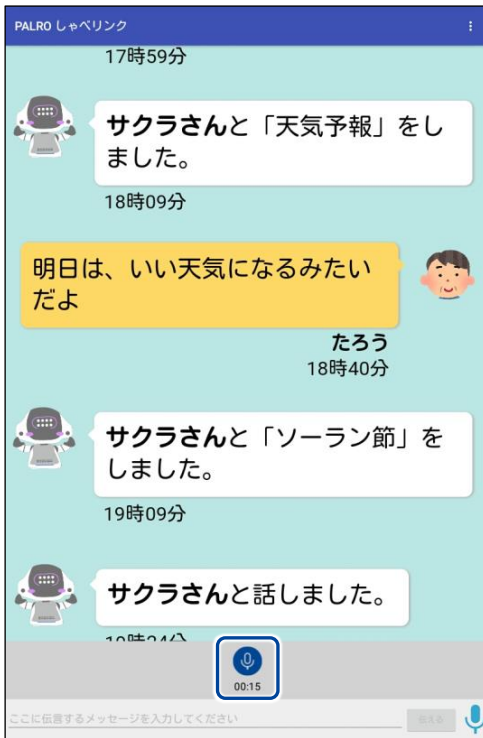 PALRO しゃべリンク
17時59分
サクラさんと「天気予報」をし
ました。
18時09分
明日は、いい天気になるみたい
だよ
たろう
18時40分
サクラさんと「ソーラン節」を
しました。
19時09分
サクラさんと話しました。
00:15
ここに伝言するメッセージを入力してください
伝える